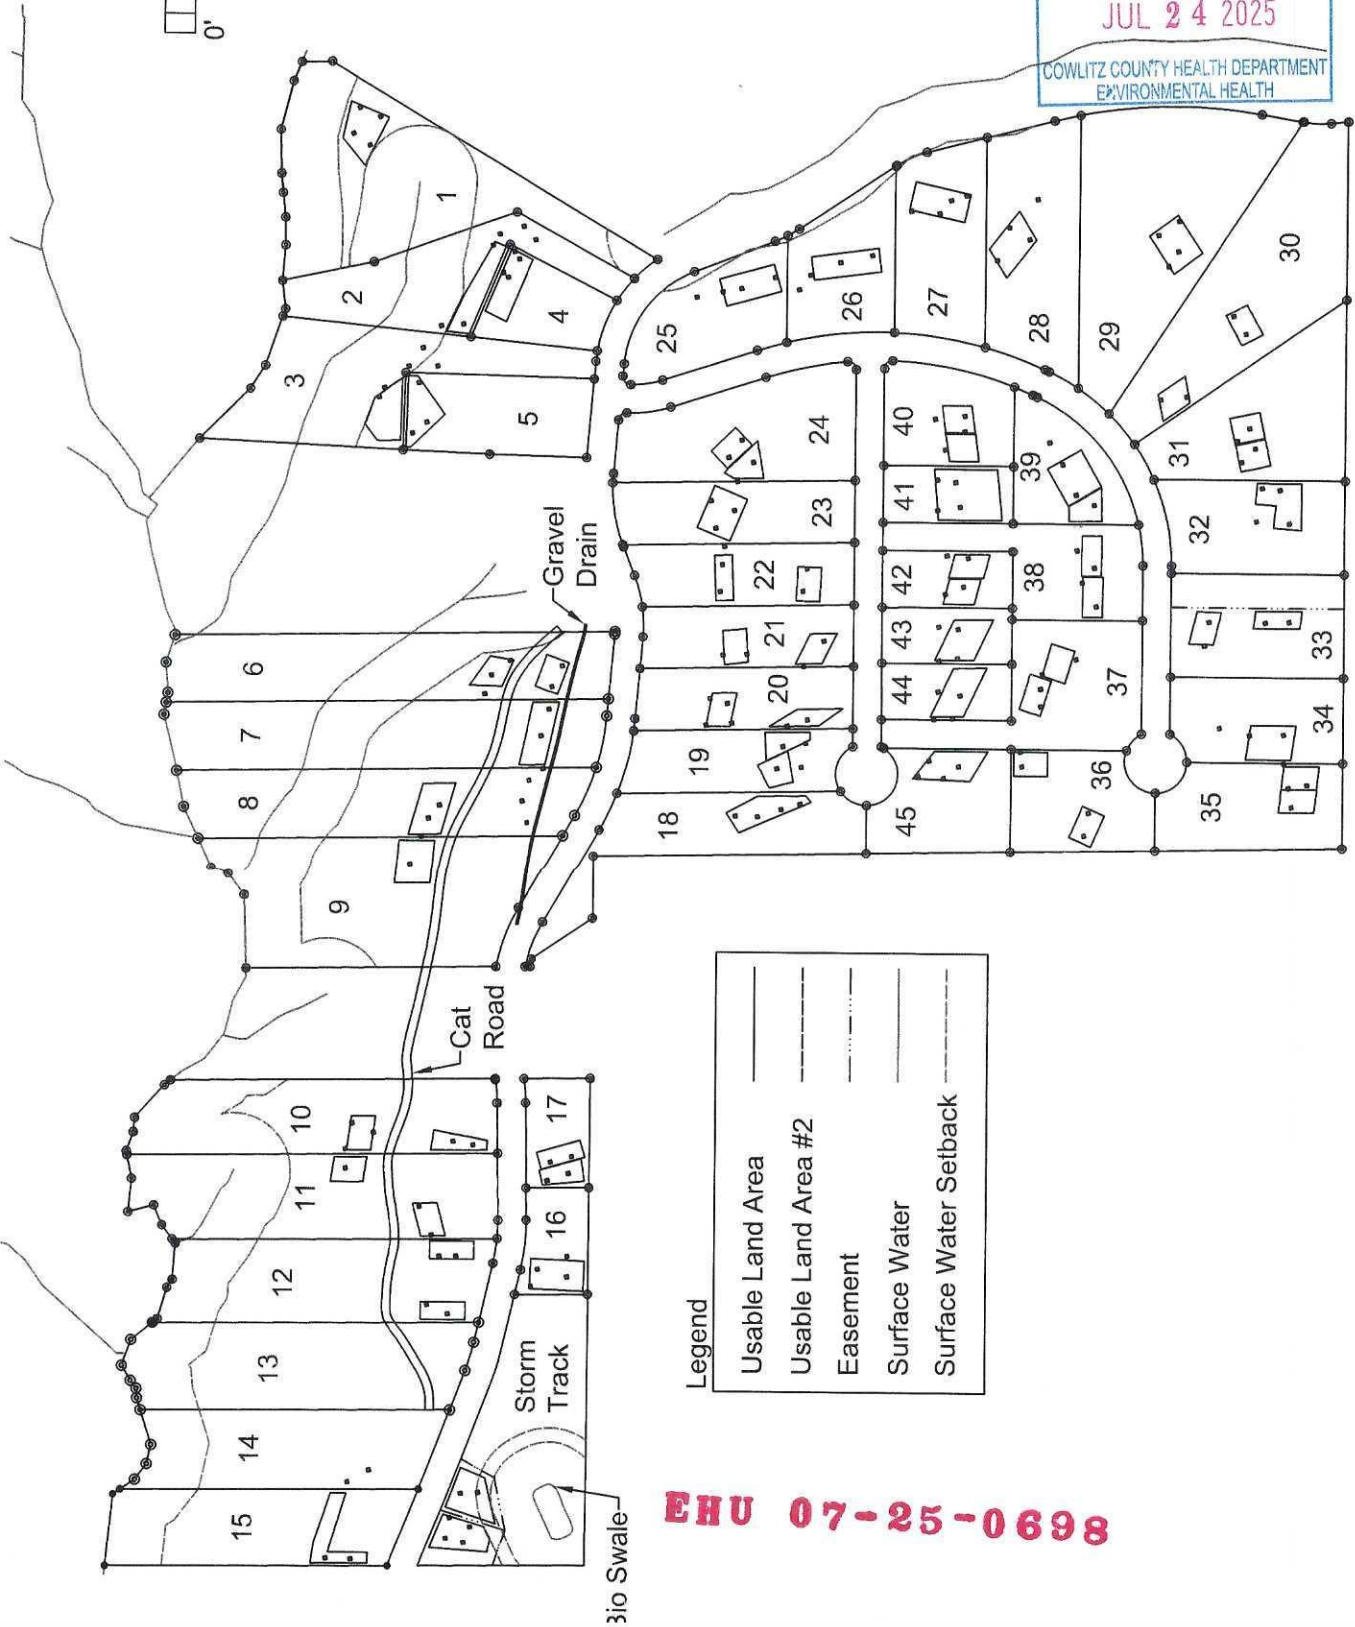 JUL 24 2025
COWLITZ COUNTY HEALTH DEPARTMENT
ENVIRONMENTAL HEALTH
0'
1
2
3
4
5
6
7
8
9
10
11
12
13
14
15
16
17
18
19
20
21
22
23
24
25
26
27
28
29
30
31
32
33
34
35
36
37
38
39
40
41
42
43
44
45
Gravel
Drain
Cat
Road
Storm
Track
Bio Swale
Legend
Usable Land Area
Usable Land Area #2
Easement
Surface Water
Surface Water Setback
EHU 07-25-0698